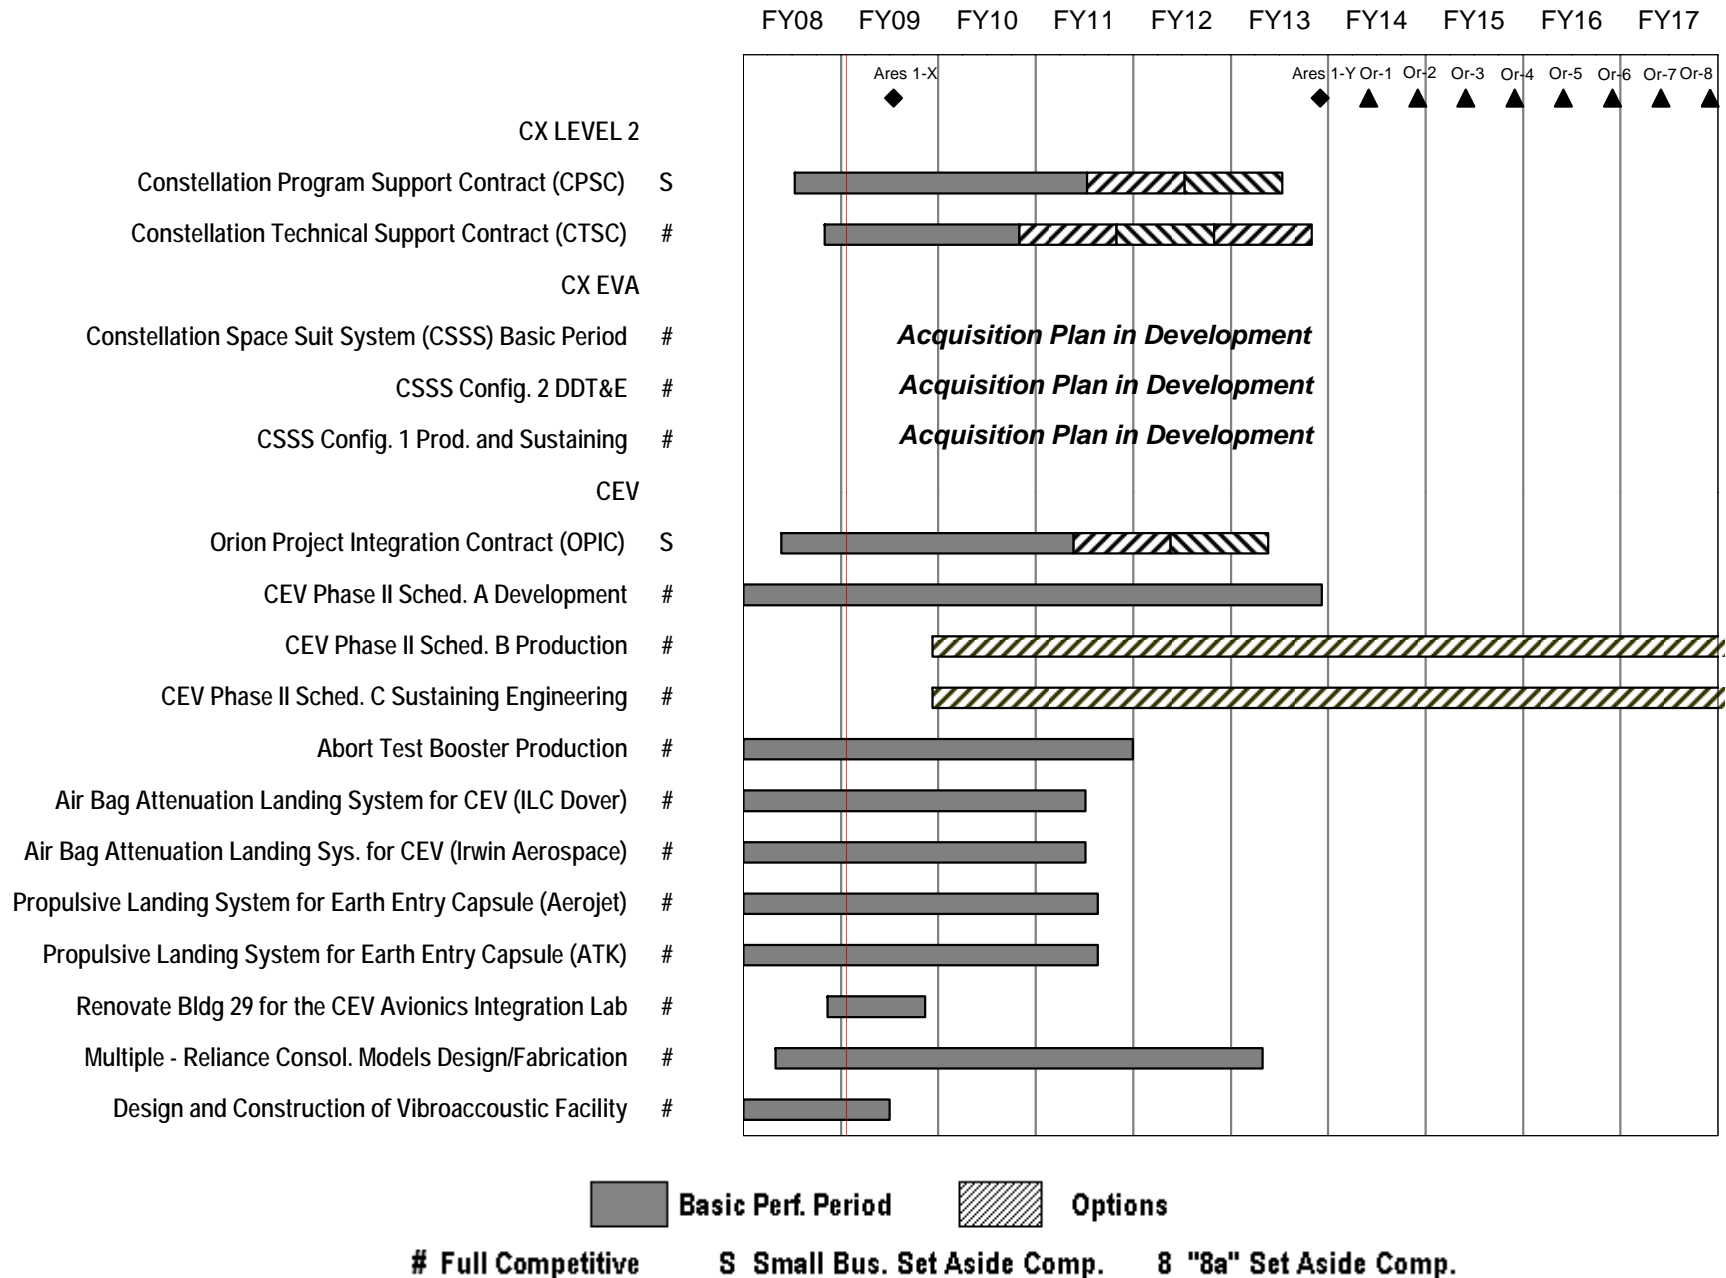 FY08 FY09 FY10 FY11 FY12 FY13 FY14 FY15 FY16 FY17
Ares 1-X Ares 1-Y Or-1 Or-2 Or-3 Or-4 Or-5 Or-6 Or-7 Or-8
CX LEVEL 2
Constellation Program Support Contract (CPSC) S
Constellation Technical Support Contract (CTSC) #
CX EVA
Constellation Space Suit System (CSSS) Basic Period # Acquisition Plan in Development
CSSS Config. 2 DDT&E # Acquisition Plan in Development
CSSS Config. 1 Prod. and Sustaining # Acquisition Plan in Development
CEV
Orion Project Integration Contract (OPIC) S
CEV Phase II Sched. A Development #
CEV Phase II Sched. B Production #
CEV Phase II Sched. C Sustaining Engineering #
Abort Test Booster Production #
Air Bag Attenuation Landing System for CEV (ILC Dover) #
Air Bag Attenuation Landing Sys. for CEV (Irwin Aerospace) #
Propulsive Landing System for Earth Entry Capsule (Aerojet) #
Propulsive Landing System for Earth Entry Capsule (ATK) #
Renovate Bldg 29 for the CEV Avionics Integration Lab #
Multiple - Reliance Consol. Models Design/Fabrication #
Design and Construction of Vibroaccoustic Facility #
Basic Perf. Period Options
# Full Competitive S Small Bus. Set Aside Comp. 8 "8a" Set Aside Comp.